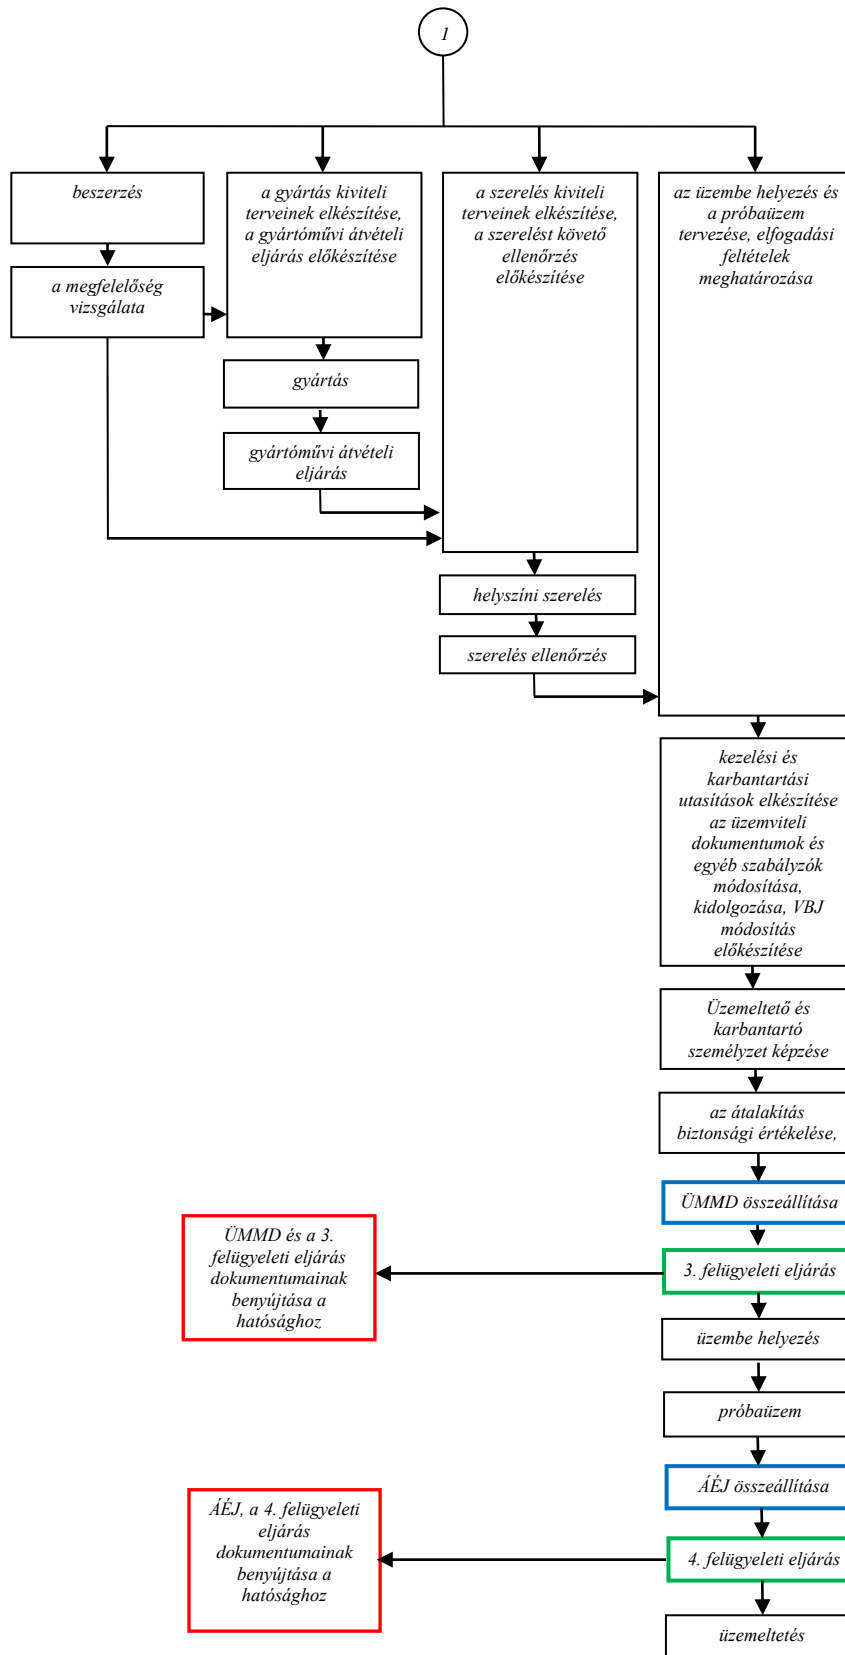 1
beszerzés
a gyártás kiviteli
terveinek elkészítése,
a gyártóművi átvételi
eljárás előkészítése
a szerelés kiviteli
terveinek elkészítése,
a szerelést követő
ellenőrzés
előkészítése
az üzembe helyezés és
a próbaüzem
tervezése, elfogadási
feltételek
meghatározása
a megfelelőség
vizsgálata
gyártás
gyártóművi átvételi
eljárás
helyszíni szerelés
szerelés ellenőrzés
kezelési és
karbantartási
utasítások elkészítése
az üzemviteli
dokumentumok és
egyéb szabályzók
módosítása,
kidolgozása, VBJ
módosítás
előkészítése
Üzemeltető és
karbantartó
személyzet képzése
az átalakítás
biztonsági értékelése,
ÜMMD összeállítása
ÜMMD és a 3.
felügyeleti eljárás
dokumentumainak
benyújtása a
hatósághoz
3. felügyeleti eljárás
üzembe helyezés
próbaüzem
ÁÉJ összeállítása
ÁÉJ, a 4. felügyeleti
eljárás
dokumentumainak
benyújtása a
hatósághoz
4. felügyeleti eljárás
üzemeltetés